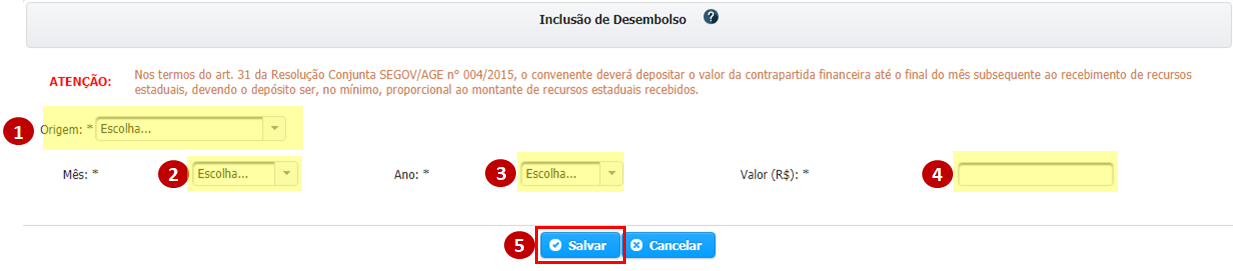 Inclusão de Desembolso ?
ATENÇÃO: Nos termos do art. 31 da Resolução Conjunta SEGOV/AGE n° 004/2015, o convenente deverá depositar o valor da contrapartida financeira até o final do mês subsequente ao recebimento de recursos
estaduais, devendo o depósito ser, no mínimo, proporcional ao montante de recursos estaduais recebidos.
1 Origem: * Escolha...
Mês: * 2 Escolha... Ano: * 3 Escolha... Valor (R$): * 4
5 Salvar Cancelar